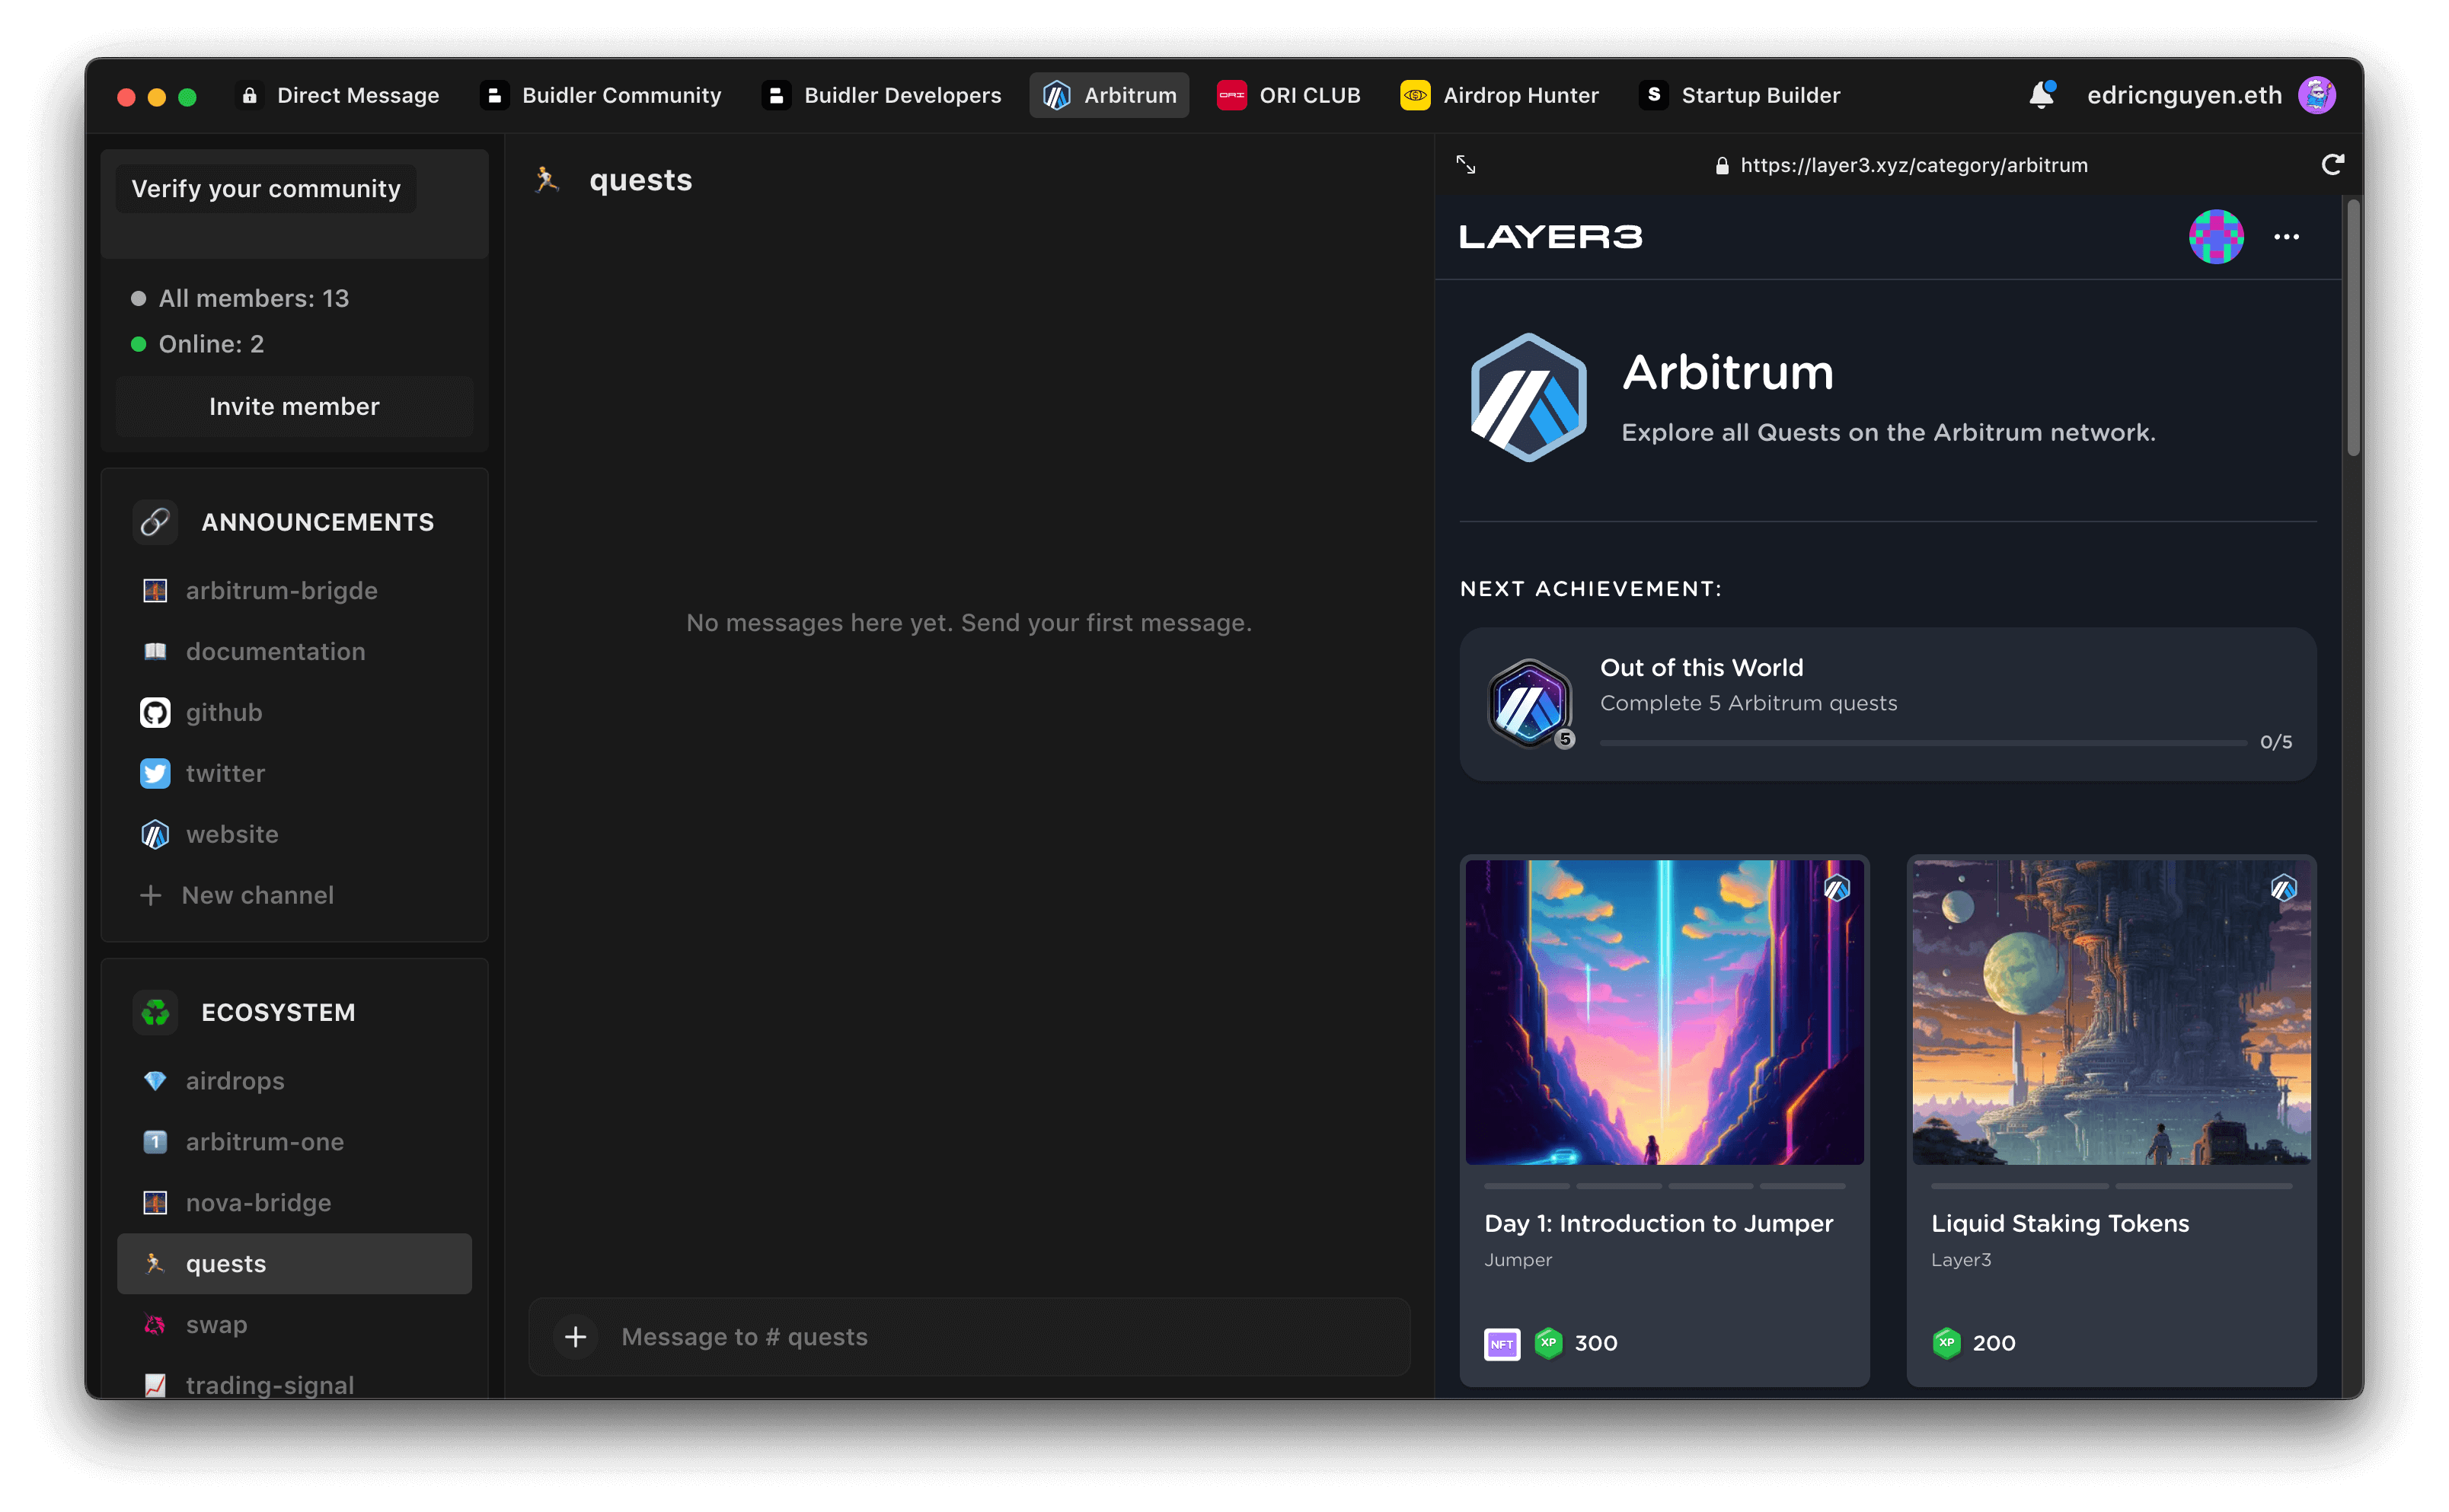 Direct Message
Buidler Community
Buidler Developers
Arbitrum
ORI
ORI CLUB
Airdrop Hunter
S
Startup Builder
edricnguyen.eth
Verify your community
All members: 13
Online: 2
Invite member
ANNOUNCEMENTS
arbitrum-brigde
documentation
github
twitter
website
New channel
ECOSYSTEM
airdrops
1
arbitrum-one
nova-bridge
quests
swap
trading-signal
quests
No messages here yet. Send your first message.
Message to # quests
https://layer3.xyz/category/arbitrum
LAYER3
Arbitrum
Explore all Quests on the Arbitrum network.
NEXT ACHIEVEMENT:
Out of this World
Complete 5 Arbitrum quests
5
0/5
Day 1: Introduction to Jumper
Jumper
NFT
XP
300
Liquid Staking Tokens
Layer3
XP
200